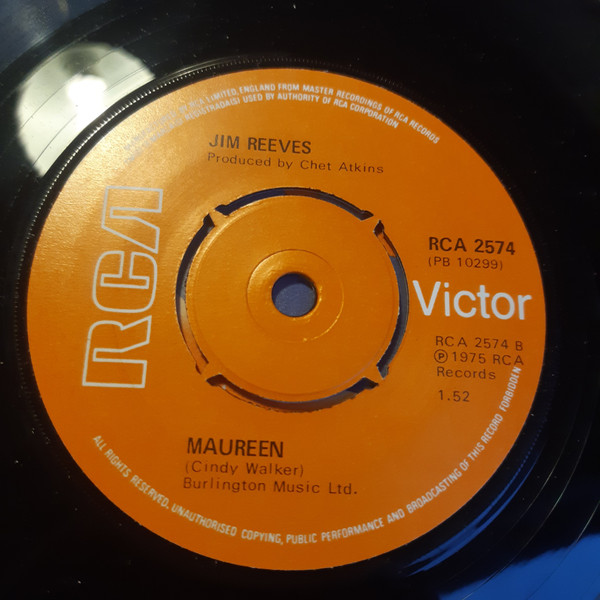 RCA LIMITED, ENGLAND FROM MASTER RECORDINGS OF RCA RECORDS
USED BY AUTHORITY OF RCA CORPORATION
JIM REEVES
Produced by Chet Atkins
RCA
RCA 2574
(PB 10299)
Victor
RCA 2574 B
Ⓟ 1975 RCA
Records
1.52
MAUREEN
(Cindy Walker)
Burlington Music Ltd.
ALL RIGHTS RESERVED. UNAUTHORISED COPYING, PUBLIC PERFORMANCE AND BROADCASTING OF THIS RECORD FORBIDDEN